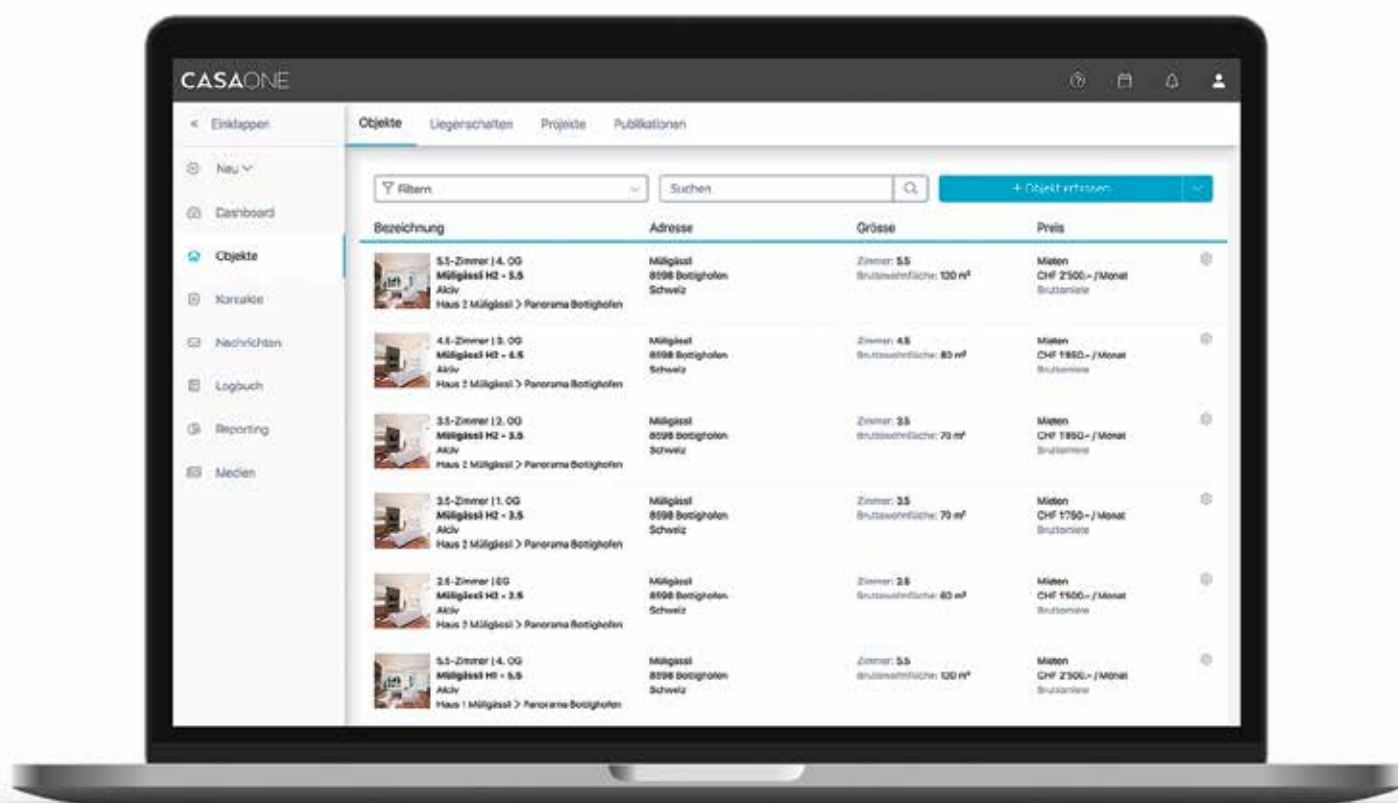 CASAONE
< Einklappen
Objekte Liegenschaften Projekte Publikationen
Neu
Dashboard
Objekte
Kontakte
Nachrichten
Logbuch
Reporting
Medien
Filtern
Suchen
+ Objekt erfassen
Bezeichnung Adresse Grösse Preis
5.5-Zimmer | 4. OG
Müligässli H2 - 5.5
Aktiv
Haus 2 Müligässli > Panorama Bottighofen
Müligässli
8598 Bottighofen
Schweiz
Zimmer: 5.5
Bruttowohnfläche: 120 m²
Mieten
CHF 2'500.– / Monat
Bruttomiete
4.5-Zimmer | 3. OG
Müligässli H2 - 4.5
Aktiv
Haus 2 Müligässli > Panorama Bottighofen
Müligässli
8598 Bottighofen
Schweiz
Zimmer: 4.5
Bruttowohnfläche: 80 m²
Mieten
CHF 1'950.– / Monat
Bruttomiete
3.5-Zimmer | 2. OG
Müligässli H2 - 3.5
Aktiv
Haus 2 Müligässli > Panorama Bottighofen
Müligässli
8598 Bottighofen
Schweiz
Zimmer: 3.5
Bruttowohnfläche: 70 m²
Mieten
CHF 1'850.– / Monat
Bruttomiete
3.5-Zimmer | 1. OG
Müligässli H2 - 3.5
Aktiv
Haus 2 Müligässli > Panorama Bottighofen
Müligässli
8598 Bottighofen
Schweiz
Zimmer: 3.5
Bruttowohnfläche: 70 m²
Mieten
CHF 1'750.– / Monat
Bruttomiete
2.5-Zimmer | EG
Müligässli H2 - 2.5
Aktiv
Haus 2 Müligässli > Panorama Bottighofen
Müligässli
8598 Bottighofen
Schweiz
Zimmer: 2.5
Bruttowohnfläche: 60 m²
Mieten
CHF 1'500.– / Monat
Bruttomiete
5.5-Zimmer | 4. OG
Müligässli H1 - 5.5
Aktiv
Haus 1 Müligässli > Panorama Bottighofen
Müligässli
8598 Bottighofen
Schweiz
Zimmer: 5.5
Bruttowohnfläche: 120 m²
Mieten
CHF 2'500.– / Monat
Bruttomiete